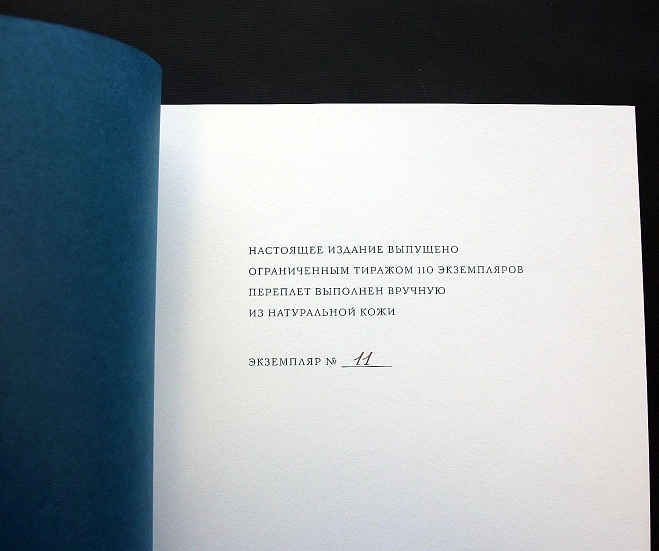 НАСТОЯЩЕЕ ИЗДАНИЕ ВЫПУЩЕНО
ОГРАНИЧЕННЫМ ТИРАЖОМ 110 ЭКЗЕМПЛЯРОВ
ПЕРЕПЛЕТ ВЫПОЛНЕН ВРУЧНУЮ
ИЗ НАТУРАЛЬНОЙ КОЖИ
ЭКЗЕМПЛЯР № 11